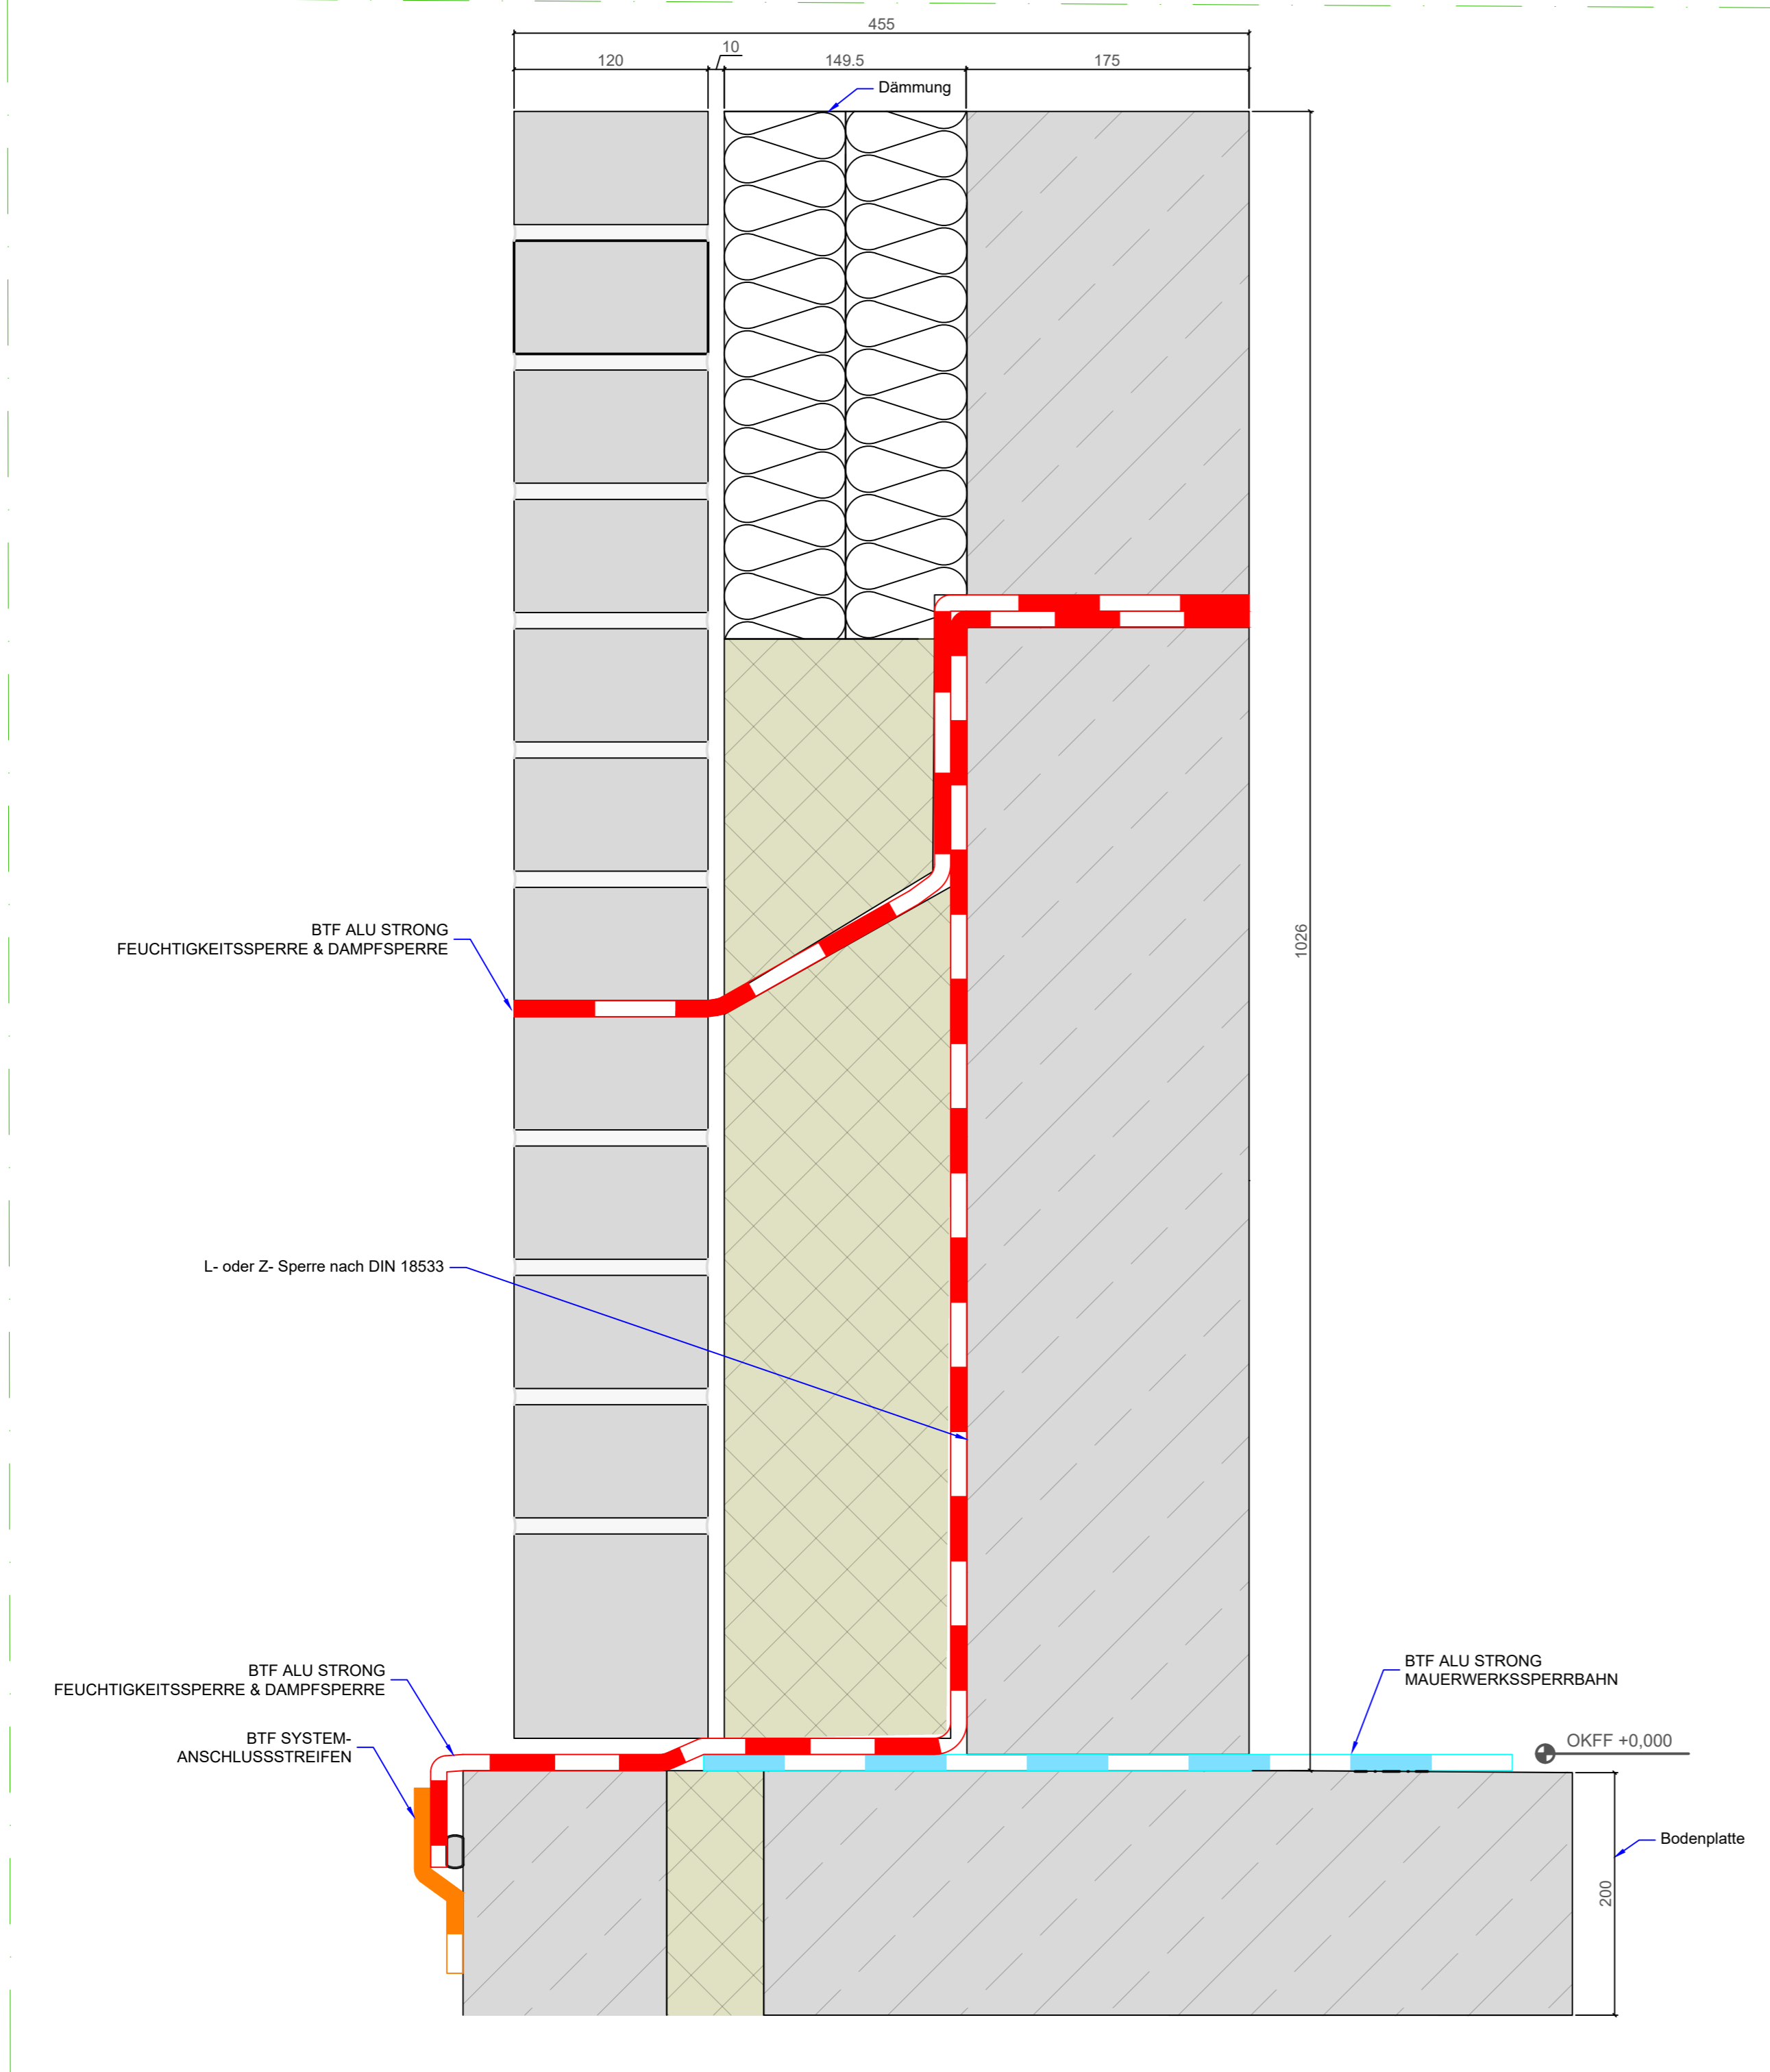 455
10
120
149.5
175
Dämmung
BTF ALU STRONG
FEUCHTIGKEITSSPERRE & DAMPFSPERRE
1026
L- oder Z- Sperre nach DIN 18533
BTF ALU STRONG
FEUCHTIGKEITSSPERRE & DAMPFSPERRE
BTF ALU STRONG
MAUERWERKSSPERRBAHN
BTF SYSTEM-
ANSCHLUSSSTREIFEN
OKFF +0,000
Bodenplatte
200